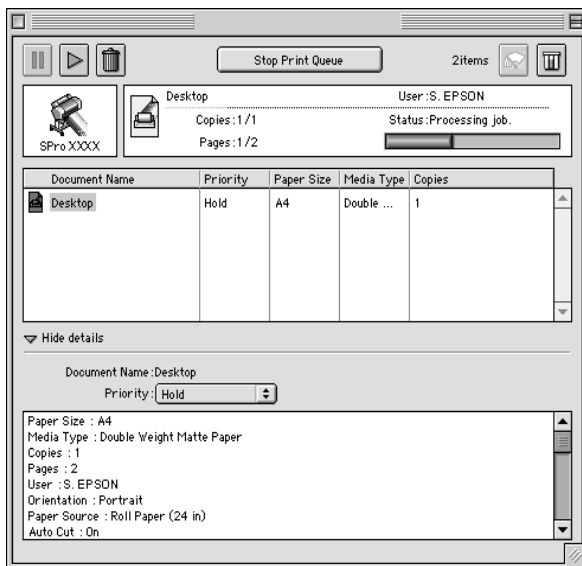 Stop Print Queue
2items
SPro XXXX
Desktop
User :S. EPSON
Copies :1 /1
Status :Processing job.
Pages :1 /2
Document Name Priority Paper Size Media Type Copies
Desktop Hold A4 Double ... 1
Hide details
Document Name :Desktop
Priority : Hold
Paper Size : A4
Media Type : Double Weight Matte Paper
Copies : 1
Pages : 2
User : S. EPSON
Orientation : Portrait
Paper Source : Roll Paper (24 in)
Auto Cut : On